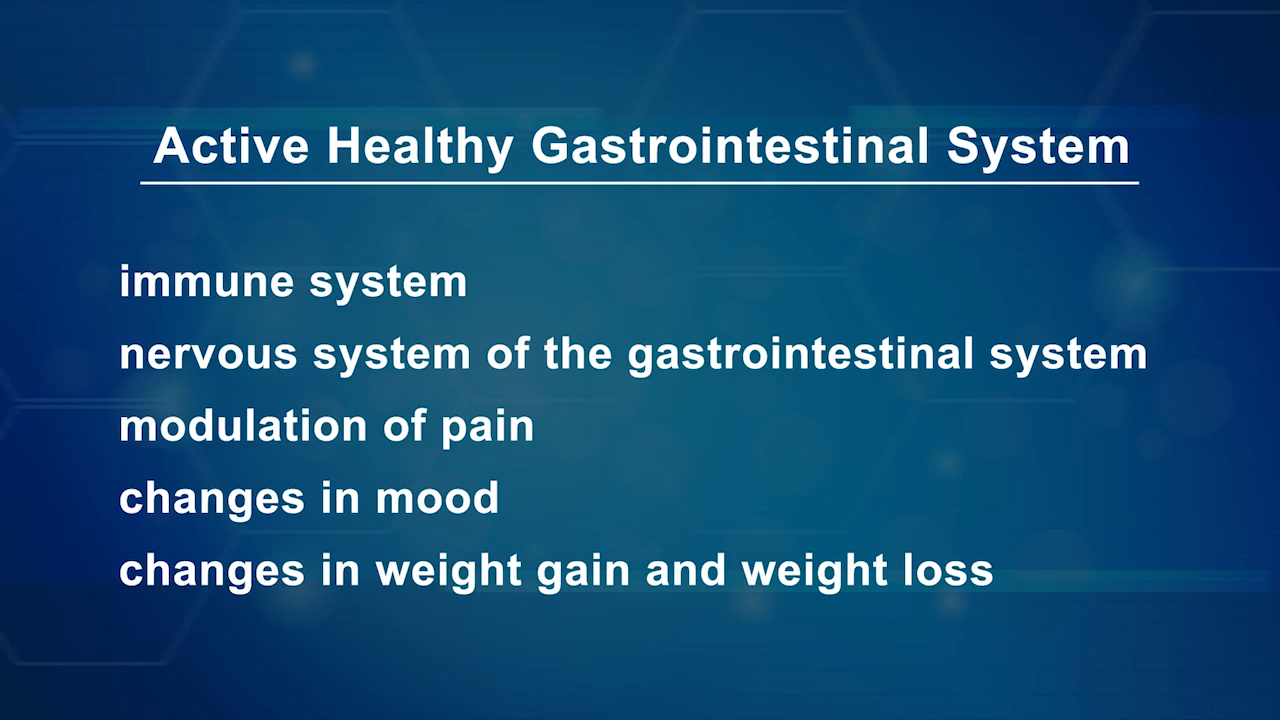 Active Healthy Gastrointestinal System
immune system
nervous system of the gastrointestinal system
modulation of pain
changes in mood
changes in weight gain and weight loss